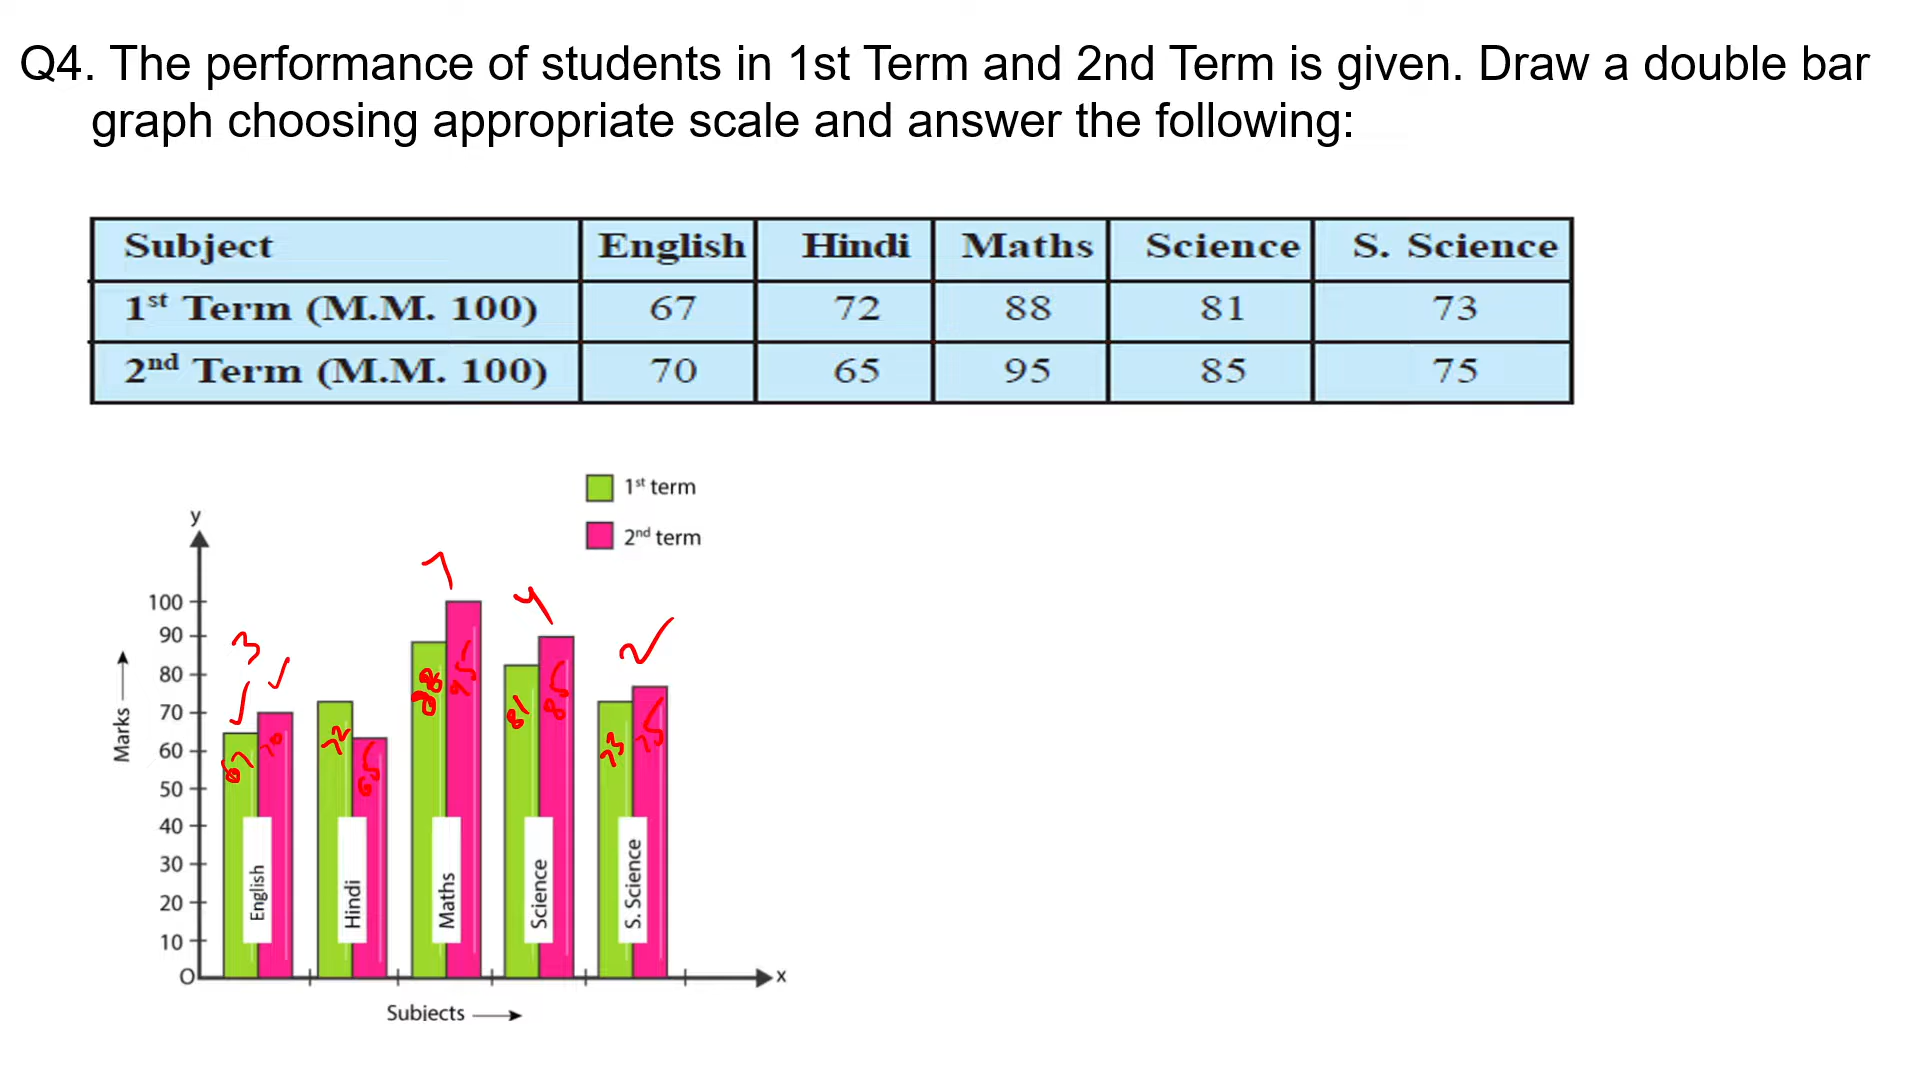 Q4. The performance of students in 1st Term and 2nd Term is given. Draw a double bar
graph choosing appropriate scale and answer the following:
Subject English Hindi Maths Science S. Science
1st Term (M.M. 100) 67 72 88 81 73
2nd Term (M.M. 100) 70 65 95 85 75
1st term
2nd term
y
Marks
100
90
80
70
60
50
40
30
20
10
O
3
7
4
2
67 70
72 65
88 95
81 85
73 75
English
Hindi
Maths
Science
S. Science
x
Subjects